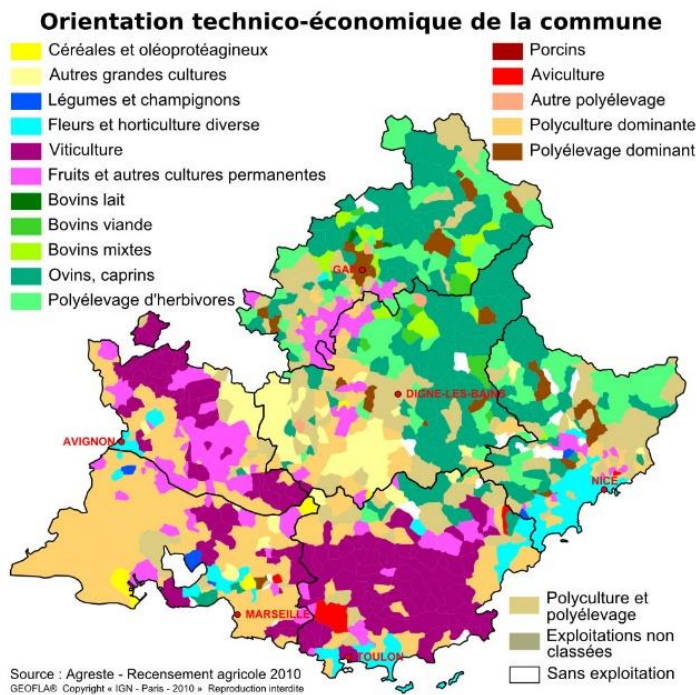 Orientation technico-économique de la commune
Céréales et oléoprotéagineux
Autres grandes cultures
Légumes et champignons
Fleurs et horticulture diverse
Viticulture
Fruits et autres cultures permanentes
Bovins lait
Bovins viande
Bovins mixtes
Ovins, caprins
Polyélevage d'herbivores
Porcins
Aviculture
Autre polyélevage
Polyculture dominante
Polyélevage dominant
GAP
DIGNE-LES-BAINS
AVIGNON
NICE
MARSEILLE
TOULON
Polyculture et
polyélevage
Exploitations non
classées
Sans exploitation
Source : Agreste - Recensement agricole 2010
GEOFLA® Copyright « IGN - Paris - 2010 » Reproduction interdite